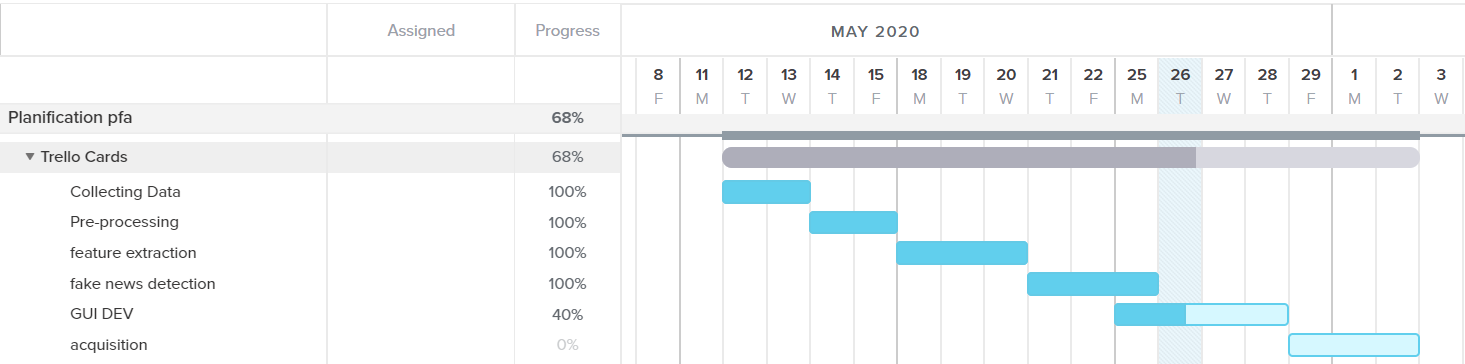 Assigned Progress MAY 2020
8 11 12 13 14 15 18 19 20 21 22 25 26 27 28 29 1 2 3
F M T W T F M T W T F M T W T F M T W
Planification pfa 68%
Trello Cards 68%
Collecting Data 100%
Pre-processing 100%
feature extraction 100%
fake news detection 100%
GUI DEV 40%
acquisition 0%